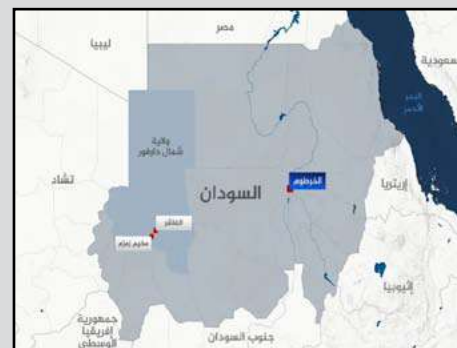 مصر
ليبيا
السعودية
البحر
الأحمر
ولاية
شمال دارفور
تشاد
السودان
الخرطوم
إريتريا
الفاشر
مخيم زمزم
إثيوبيا
جمهورية
إفريقيا
الوسطى
جنوب السودان